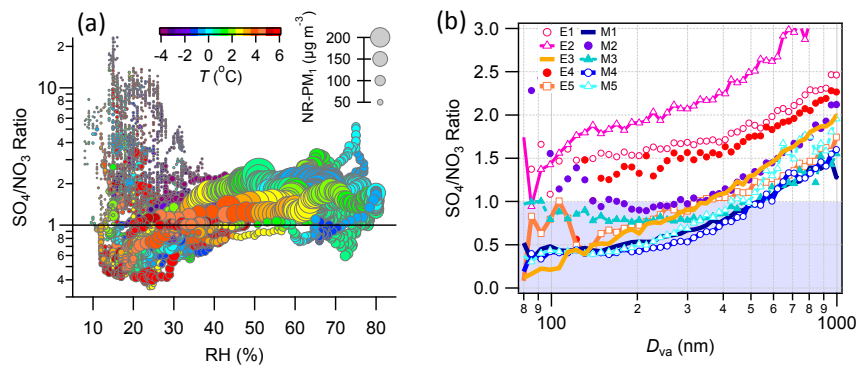 (a)
-4 -2 0 2 4 6
T (°C)
NR-PM₁ (µg m⁻³)
200
150
100
50
SO₄/NO₃ Ratio
2
10
8
6
4
2
1
8
6
4
10 20 30 40 50 60 70 80
RH (%)
(b)
E1 M1
E2 M2
E3 M3
E4 M4
E5 M5
SO₄/NO₃ Ratio
3.0
2.5
2.0
1.5
1.0
0.5
0.0
8 9 100 2 3 4 5 6 7 8 9 1000
Dva (nm)